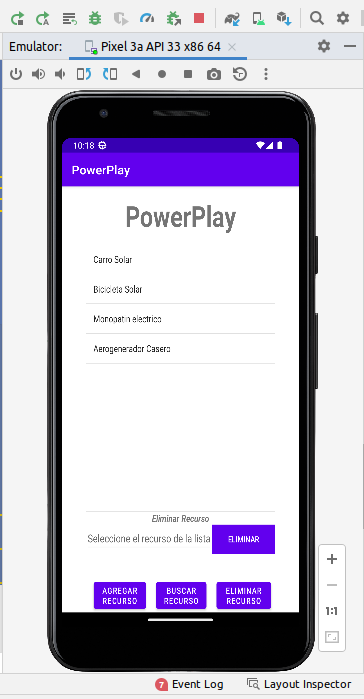 Emulator: Pixel 3a API 33 x86 64
10:18
PowerPlay
PowerPlay
Carro Solar
Bicicleta Solar
Monopatin electrico
Aerogenerador Casero
Eliminar Recurso
Seleccione el recurso de la lista ELIMINAR
AGREGAR
RECURSO
BUSCAR
RECURSO
ELIMINAR
RECURSO
1:1
7 Event Log Layout Inspector